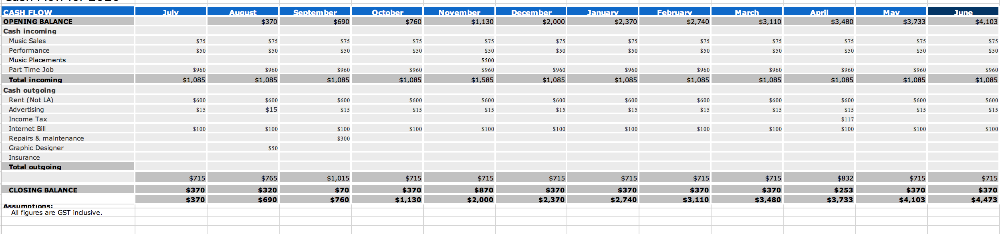 Cash Flow for 2020
CASH FLOW July August September October November December January February March April May June
OPENING BALANCE $370 $690 $760 $1,130 $2,000 $2,370 $2,740 $3,110 $3,480 $3,733 $4,103
Cash incoming
Music Sales $75 $75 $75 $75 $75 $75 $75 $75 $75 $75 $75 $75
Performance $50 $50 $50 $50 $50 $50 $50 $50 $50 $50 $50 $50
Music Placements $500
Part Time Job $960 $960 $960 $960 $960 $960 $960 $960 $960 $960 $960 $960
Total incoming $1,085 $1,085 $1,085 $1,085 $1,585 $1,085 $1,085 $1,085 $1,085 $1,085 $1,085 $1,085
Cash outgoing
Rent (Not LA) $600 $600 $600 $600 $600 $600 $600 $600 $600 $600 $600 $600
Advertising $15 $15 $15 $15 $15 $15 $15 $15 $15 $15 $15 $15
Income Tax $117
Internet Bill $100 $100 $100 $100 $100 $100 $100 $100 $100 $100 $100 $100
Repairs & maintenance $300
Graphic Designer $50
Insurance
Total outgoing
$715 $765 $1,015 $715 $715 $715 $715 $715 $715 $832 $715 $715
CLOSING BALANCE $370 $320 $70 $370 $870 $370 $370 $370 $370 $253 $370 $370
$370 $690 $760 $1,130 $2,000 $2,370 $2,740 $3,110 $3,480 $3,733 $4,103 $4,473
Assumptions:
All figures are GST inclusive.